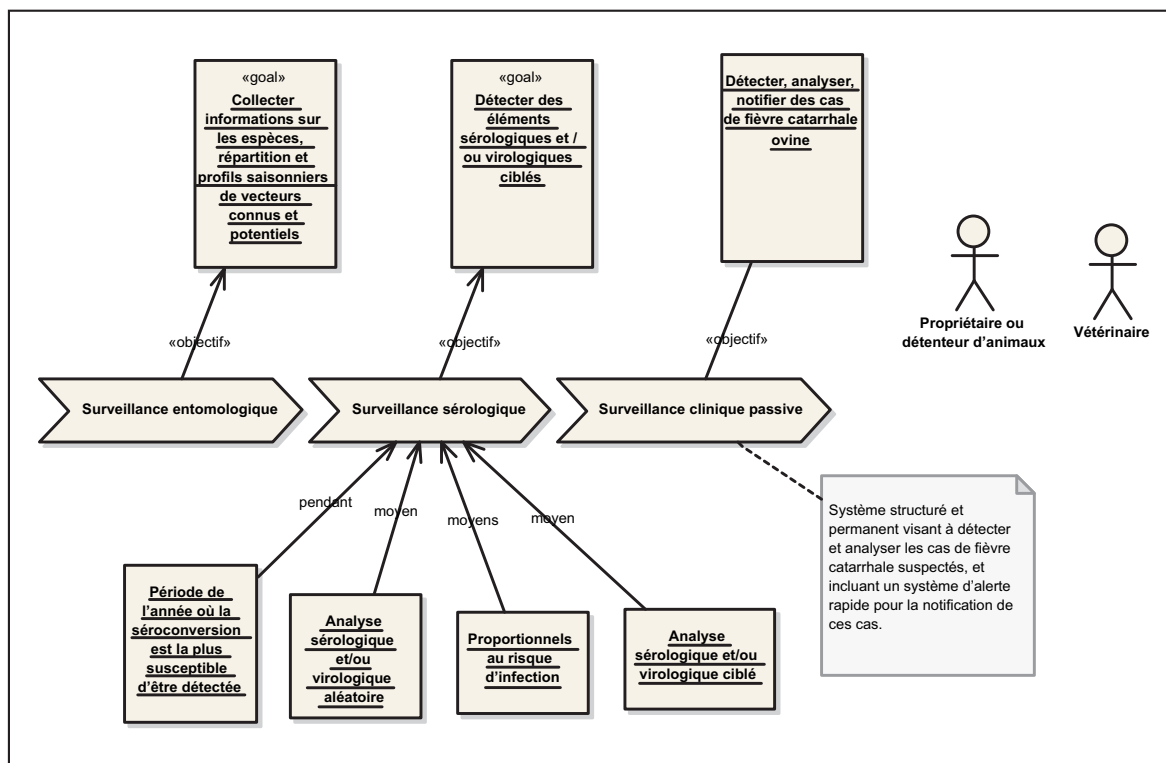 «goal»
Collecter
informations sur
les espèces,
répartition et
profils saisonniers
de vecteurs
connus et
potentiels
«goal»
Détecter des
éléments
sérologiques et /
ou virologiques
ciblés
Détecter, analyser,
notifier des cas
de fièvre catarrhale
ovine
Propriétaire ou
détenteur d’animaux
Vétérinaire
«objectif»
«objectif»
«objectif»
Surveillance entomologique
Surveillance sérologique
Surveillance clinique passive
pendant
moyen
moyens
moyen
Système structuré et
permanent visant à détecter
et analyser les cas de fièvre
catarrhale suspectés, et
incluant un système d’alerte
rapide pour la notification de
ces cas.
Période de
l’année où la
séroconversion
est la plus
susceptible
d’être détectée
Analyse
sérologique
et/ou
virologique
aléatoire
Proportionnels
au risque
d’infection
Analyse
sérologique et/ou
virologique ciblé